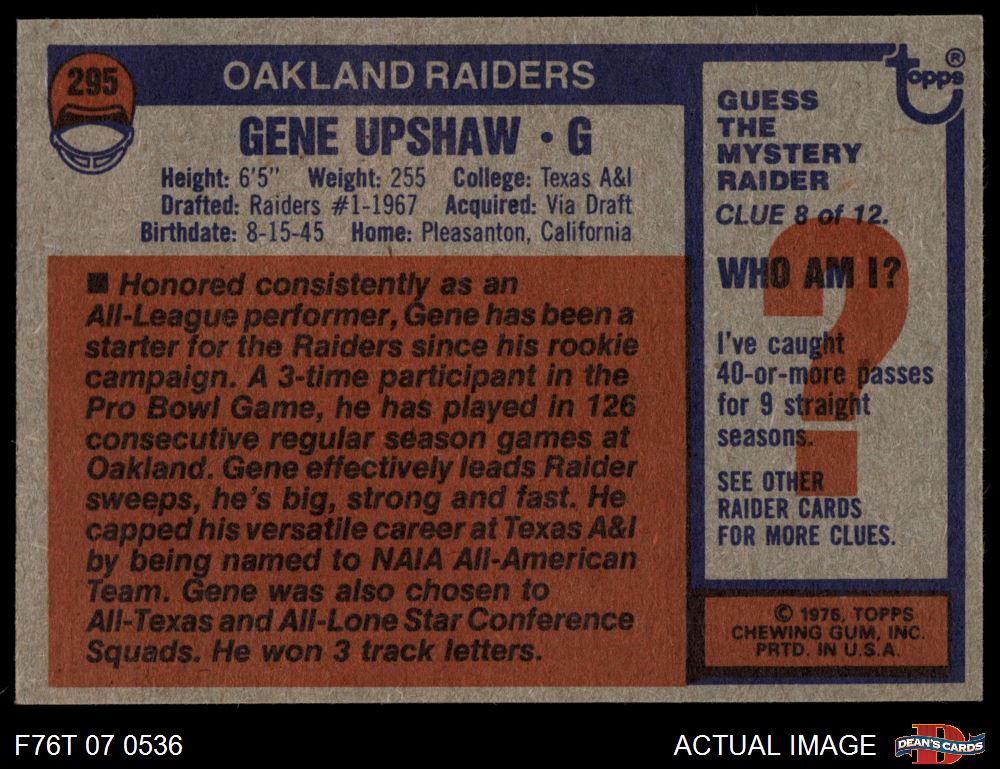 295
OAKLAND RAIDERS
GENE UPSHAW • G
Height: 6'5" Weight: 255 College: Texas A&I
Drafted: Raiders #1-1967 Acquired: Via Draft
Birthdate: 8-15-45 Home: Pleasanton, California
■ Honored consistently as an
All-League performer, Gene has been a
starter for the Raiders since his rookie
campaign. A 3-time participant in the
Pro Bowl Game, he has played in 126
consecutive regular season games at
Oakland. Gene effectively leads Raider
sweeps, he's big, strong and fast. He
capped his versatile career at Texas A&I
by being named to NAIA All-American
Team. Gene was also chosen to
All-Texas and All-Lone Star Conference
Squads. He won 3 track letters.
topps®
GUESS
THE
MYSTERY
RAIDER
CLUE 8 of 12.
WHO AM I?
?
I've caught
40-or-more passes
for 9 straight
seasons.
SEE OTHER
RAIDER CARDS
FOR MORE CLUES.
© 1976, TOPPS
CHEWING GUM, INC.
PRTD. IN U.S.A.
F76T 07 0536
ACTUAL IMAGE
D
DEAN'S CARDS